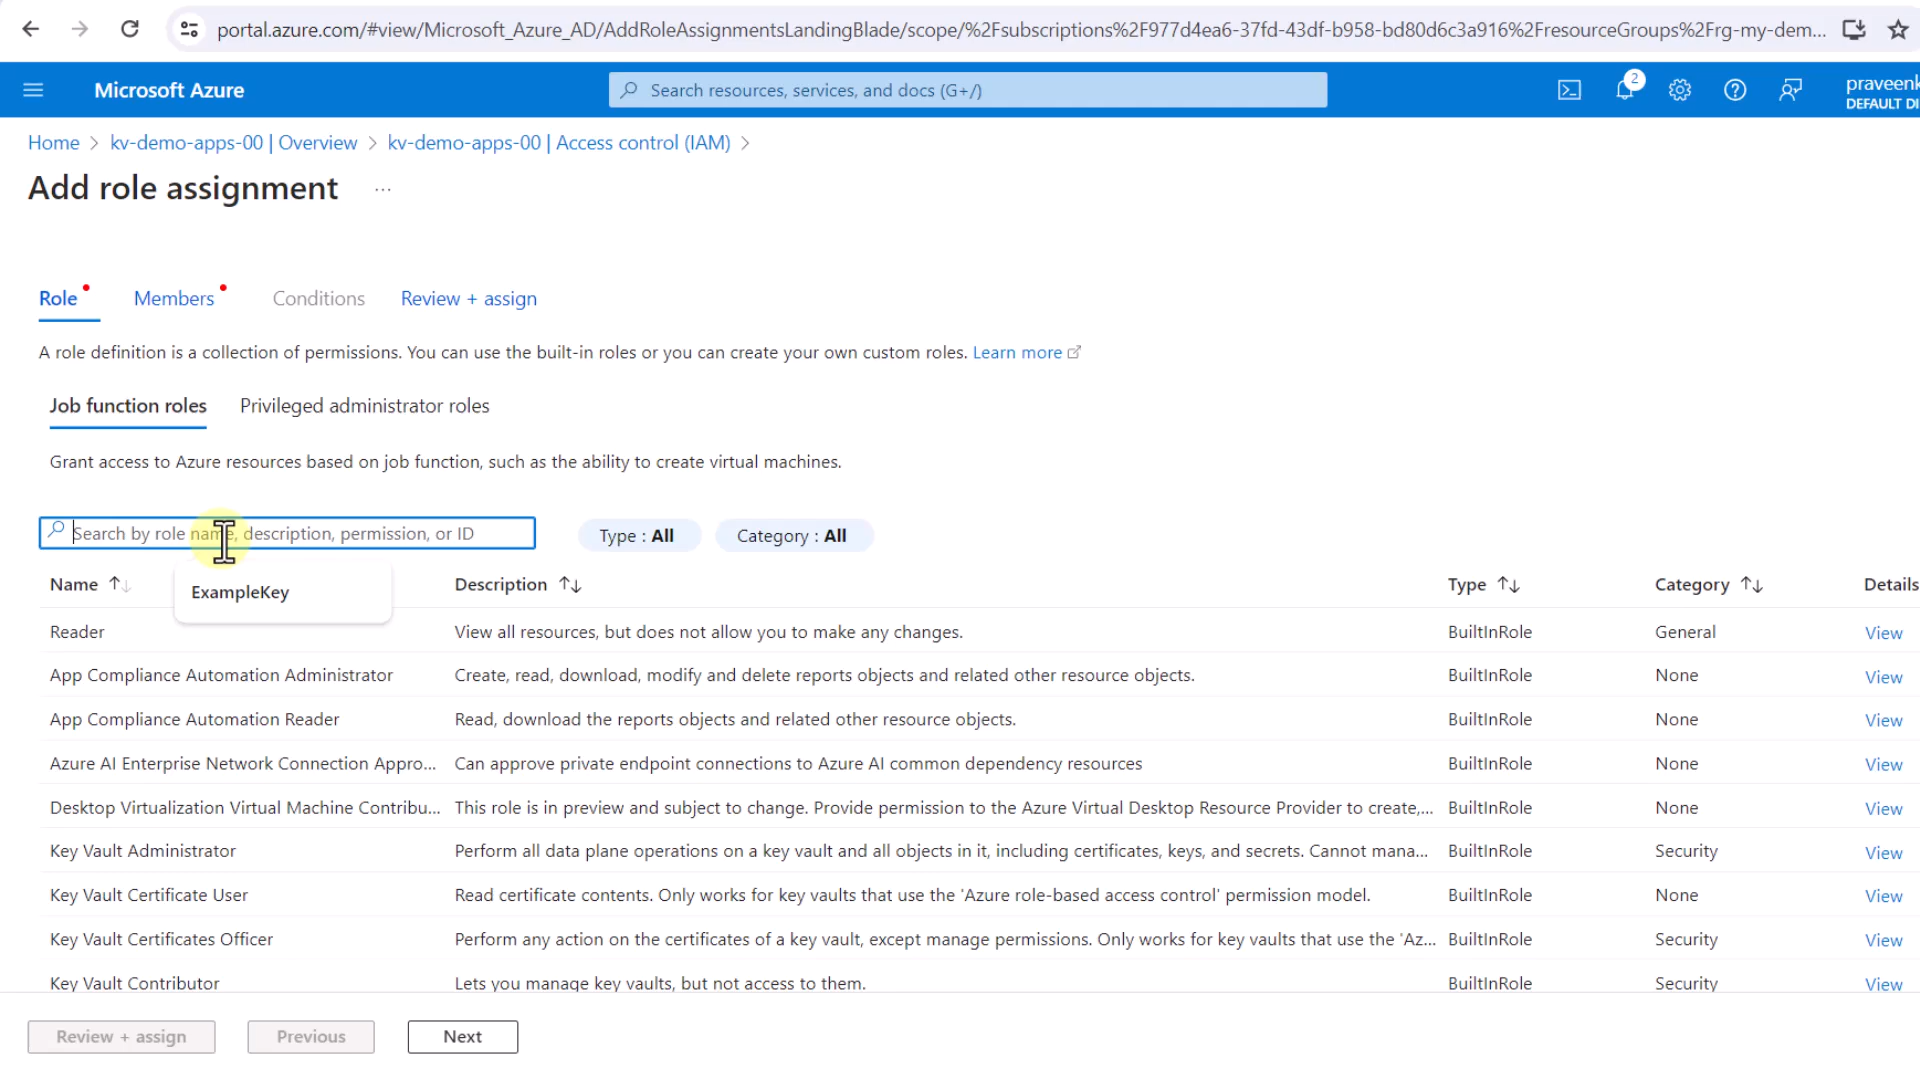 portal.azure.com/#view/Microsoft_Azure_AD/AddRoleAssignmentsLandingBlade/scope/%2Fsubscriptions%2F977d4ea6-37fd-43df-b958-bd80d6c3a916%2FresourceGroups%2Frg-my-dem...
Microsoft Azure
Search resources, services, and docs (G+/)
2
praveenk
DEFAULT DI
Home > kv-demo-apps-00 | Overview > kv-demo-apps-00 | Access control (IAM) >
Add role assignment ...
Role Members Conditions Review + assign
A role definition is a collection of permissions. You can use the built-in roles or you can create your own custom roles. Learn more
Job function roles Privileged administrator roles
Grant access to Azure resources based on job function, such as the ability to create virtual machines.
Search by role name, description, permission, or ID Type : All Category : All
Name Description Type Category Details
ExampleKey
Reader View all resources, but does not allow you to make any changes. BuiltInRole General View
App Compliance Automation Administrator Create, read, download, modify and delete reports objects and related other resource objects. BuiltInRole None View
App Compliance Automation Reader Read, download the reports objects and related other resource objects. BuiltInRole None View
Azure AI Enterprise Network Connection Appro... Can approve private endpoint connections to Azure AI common dependency resources BuiltInRole None View
Desktop Virtualization Virtual Machine Contribu... This role is in preview and subject to change. Provide permission to the Azure Virtual Desktop Resource Provider to create,... BuiltInRole None View
Key Vault Administrator Perform all data plane operations on a key vault and all objects in it, including certificates, keys, and secrets. Cannot mana... BuiltInRole Security View
Key Vault Certificate User Read certificate contents. Only works for key vaults that use the 'Azure role-based access control' permission model. BuiltInRole None View
Key Vault Certificates Officer Perform any action on the certificates of a key vault, except manage permissions. Only works for key vaults that use the 'Az... BuiltInRole Security View
Key Vault Contributor Lets you manage key vaults, but not access to them. BuiltInRole Security View
Review + assign Previous Next